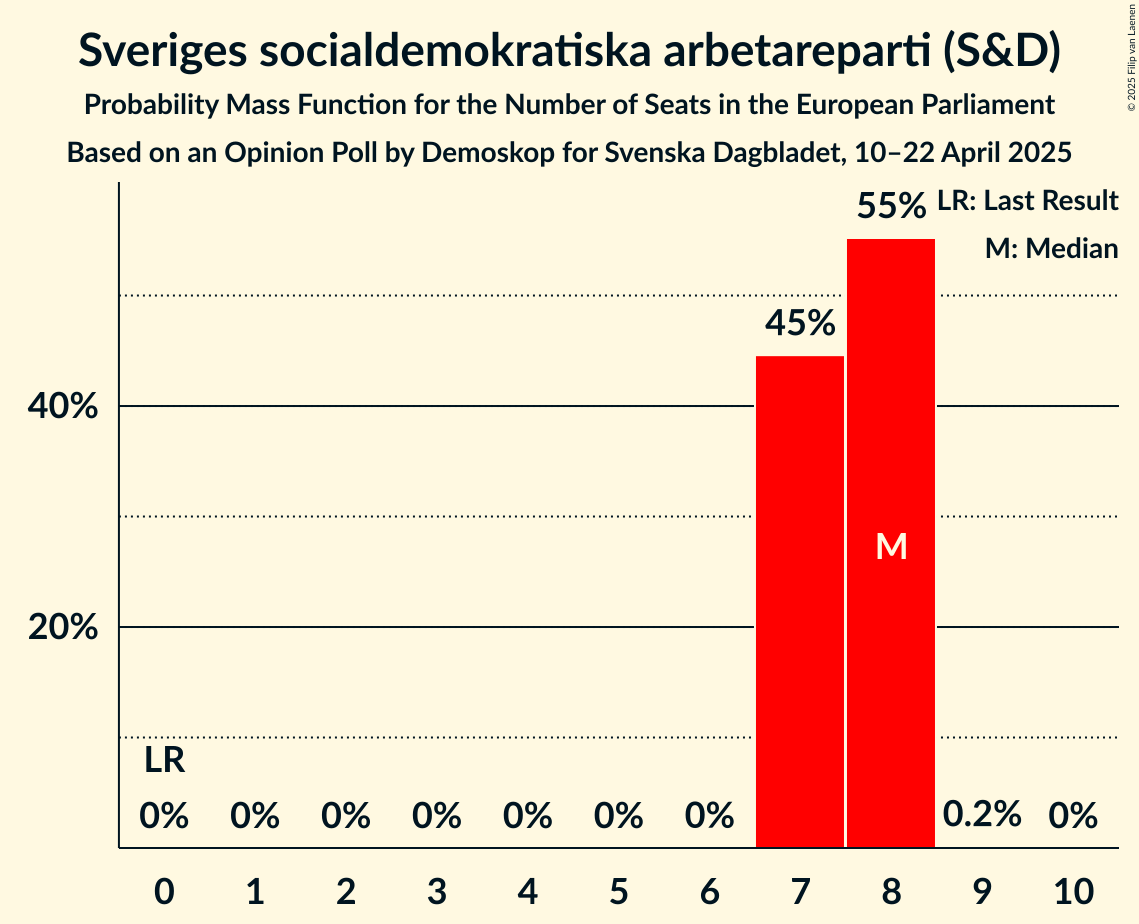 Sveriges socialdemokratiska arbetareparti (S&D)
Probability Mass Function for the Number of Seats in the European Parliament
Based on an Opinion Poll by Demoskop for Svenska Dagbladet, 10–22 April 2025
© 2025 Filip van Laenen
LR: Last Result
M: Median
55%
45%
40%
M
20%
LR
0% 0% 0% 0% 0% 0% 0% 0.2% 0%
0 1 2 3 4 5 6 7 8 9 10